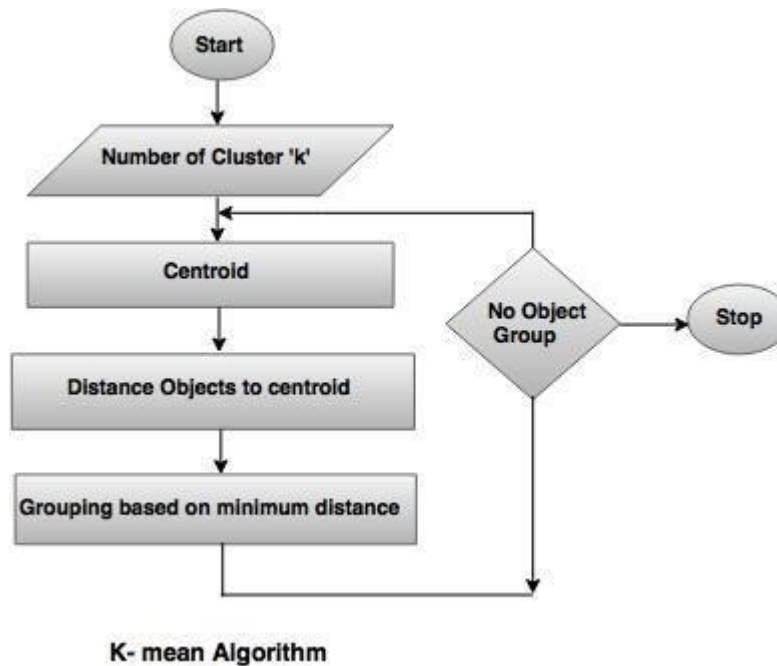 Start
Number of Cluster 'k'
Centroid
No Object
Group
Stop
Distance Objects to centroid
Grouping based on minimum distance
K- mean Algorithm